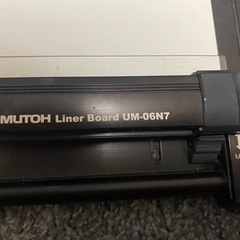 MUTOH Liner Board UM-06N7